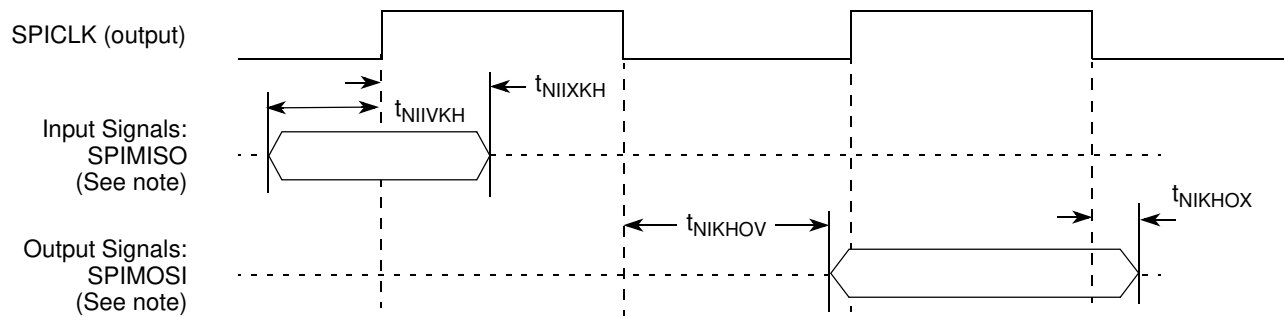 SPICLK (output)
tNIIXKH
tNIIVKH
Input Signals:
SPIMISO
(See note)
tNIKHOX
tNIKHOV
Output Signals:
SPIMOSI
(See note)